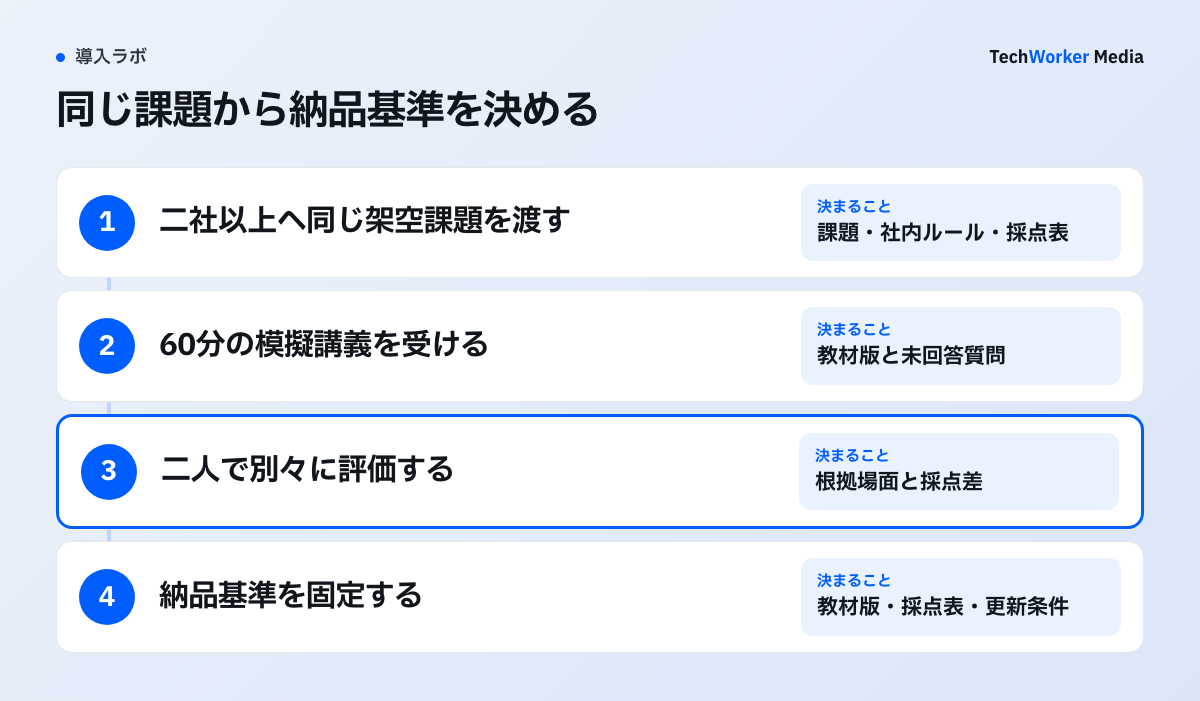 導入ラボ
TechWorker Media
同じ課題から納品基準を決める
1
二社以上へ同じ架空課題を渡す
決まること
課題・社内ルール・採点表
2
60分の模擬講義を受ける
決まること
教材版と未回答質問
3
二人で別々に評価する
決まること
根拠場面と採点差
4
納品基準を固定する
決まること
教材版・採点表・更新条件